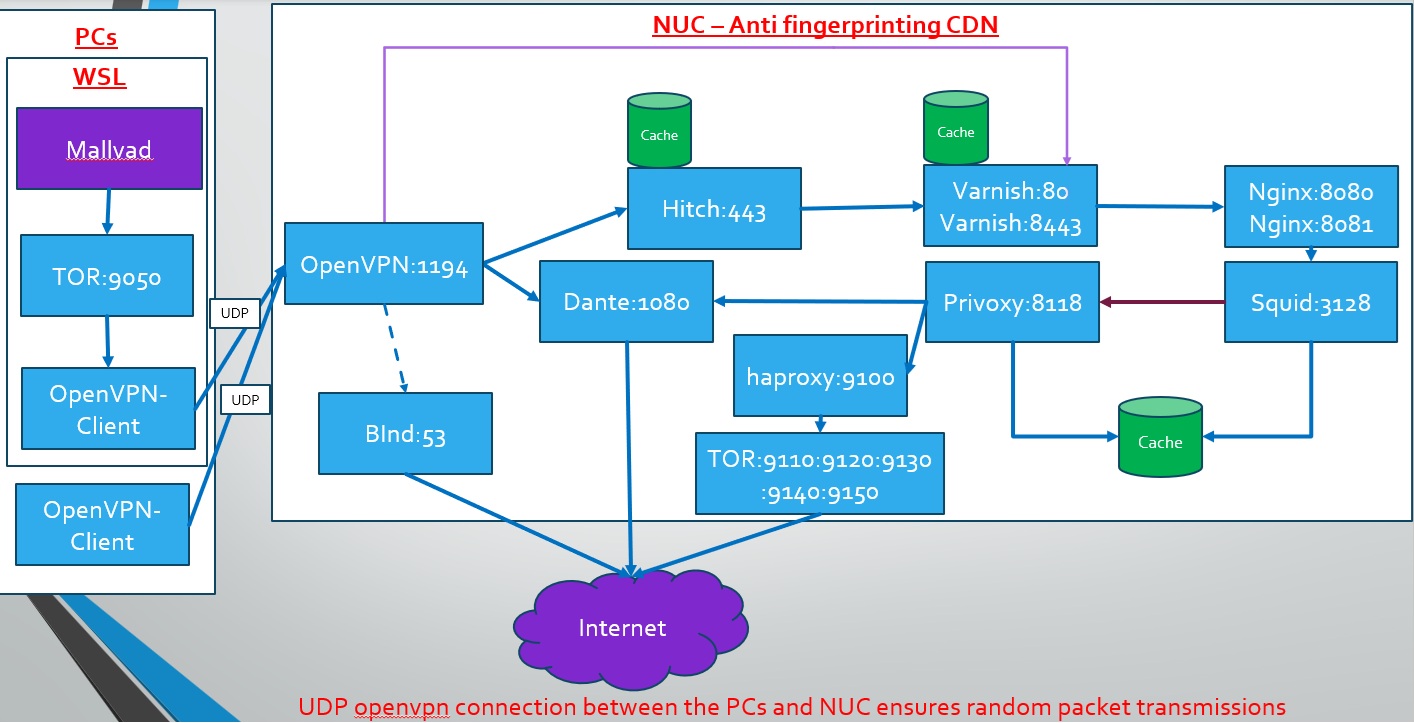 PCs
WSL
Mallvad
TOR:9050
OpenVPN-
Client
OpenVPN-
Client
UDP
UDP
NUC – Anti fingerprinting CDN
Cache
Cache
Hitch:443
Varnish:80
Varnish:8443
Nginx:8080
Nginx:8081
OpenVPN:1194
Dante:1080
Privoxy:8118
Squid:3128
haproxy:9100
BInd:53
Cache
TOR:9110:9120:9130
:9140:9150
Internet
UDP openvpn connection between the PCs and NUC ensures random packet transmissions